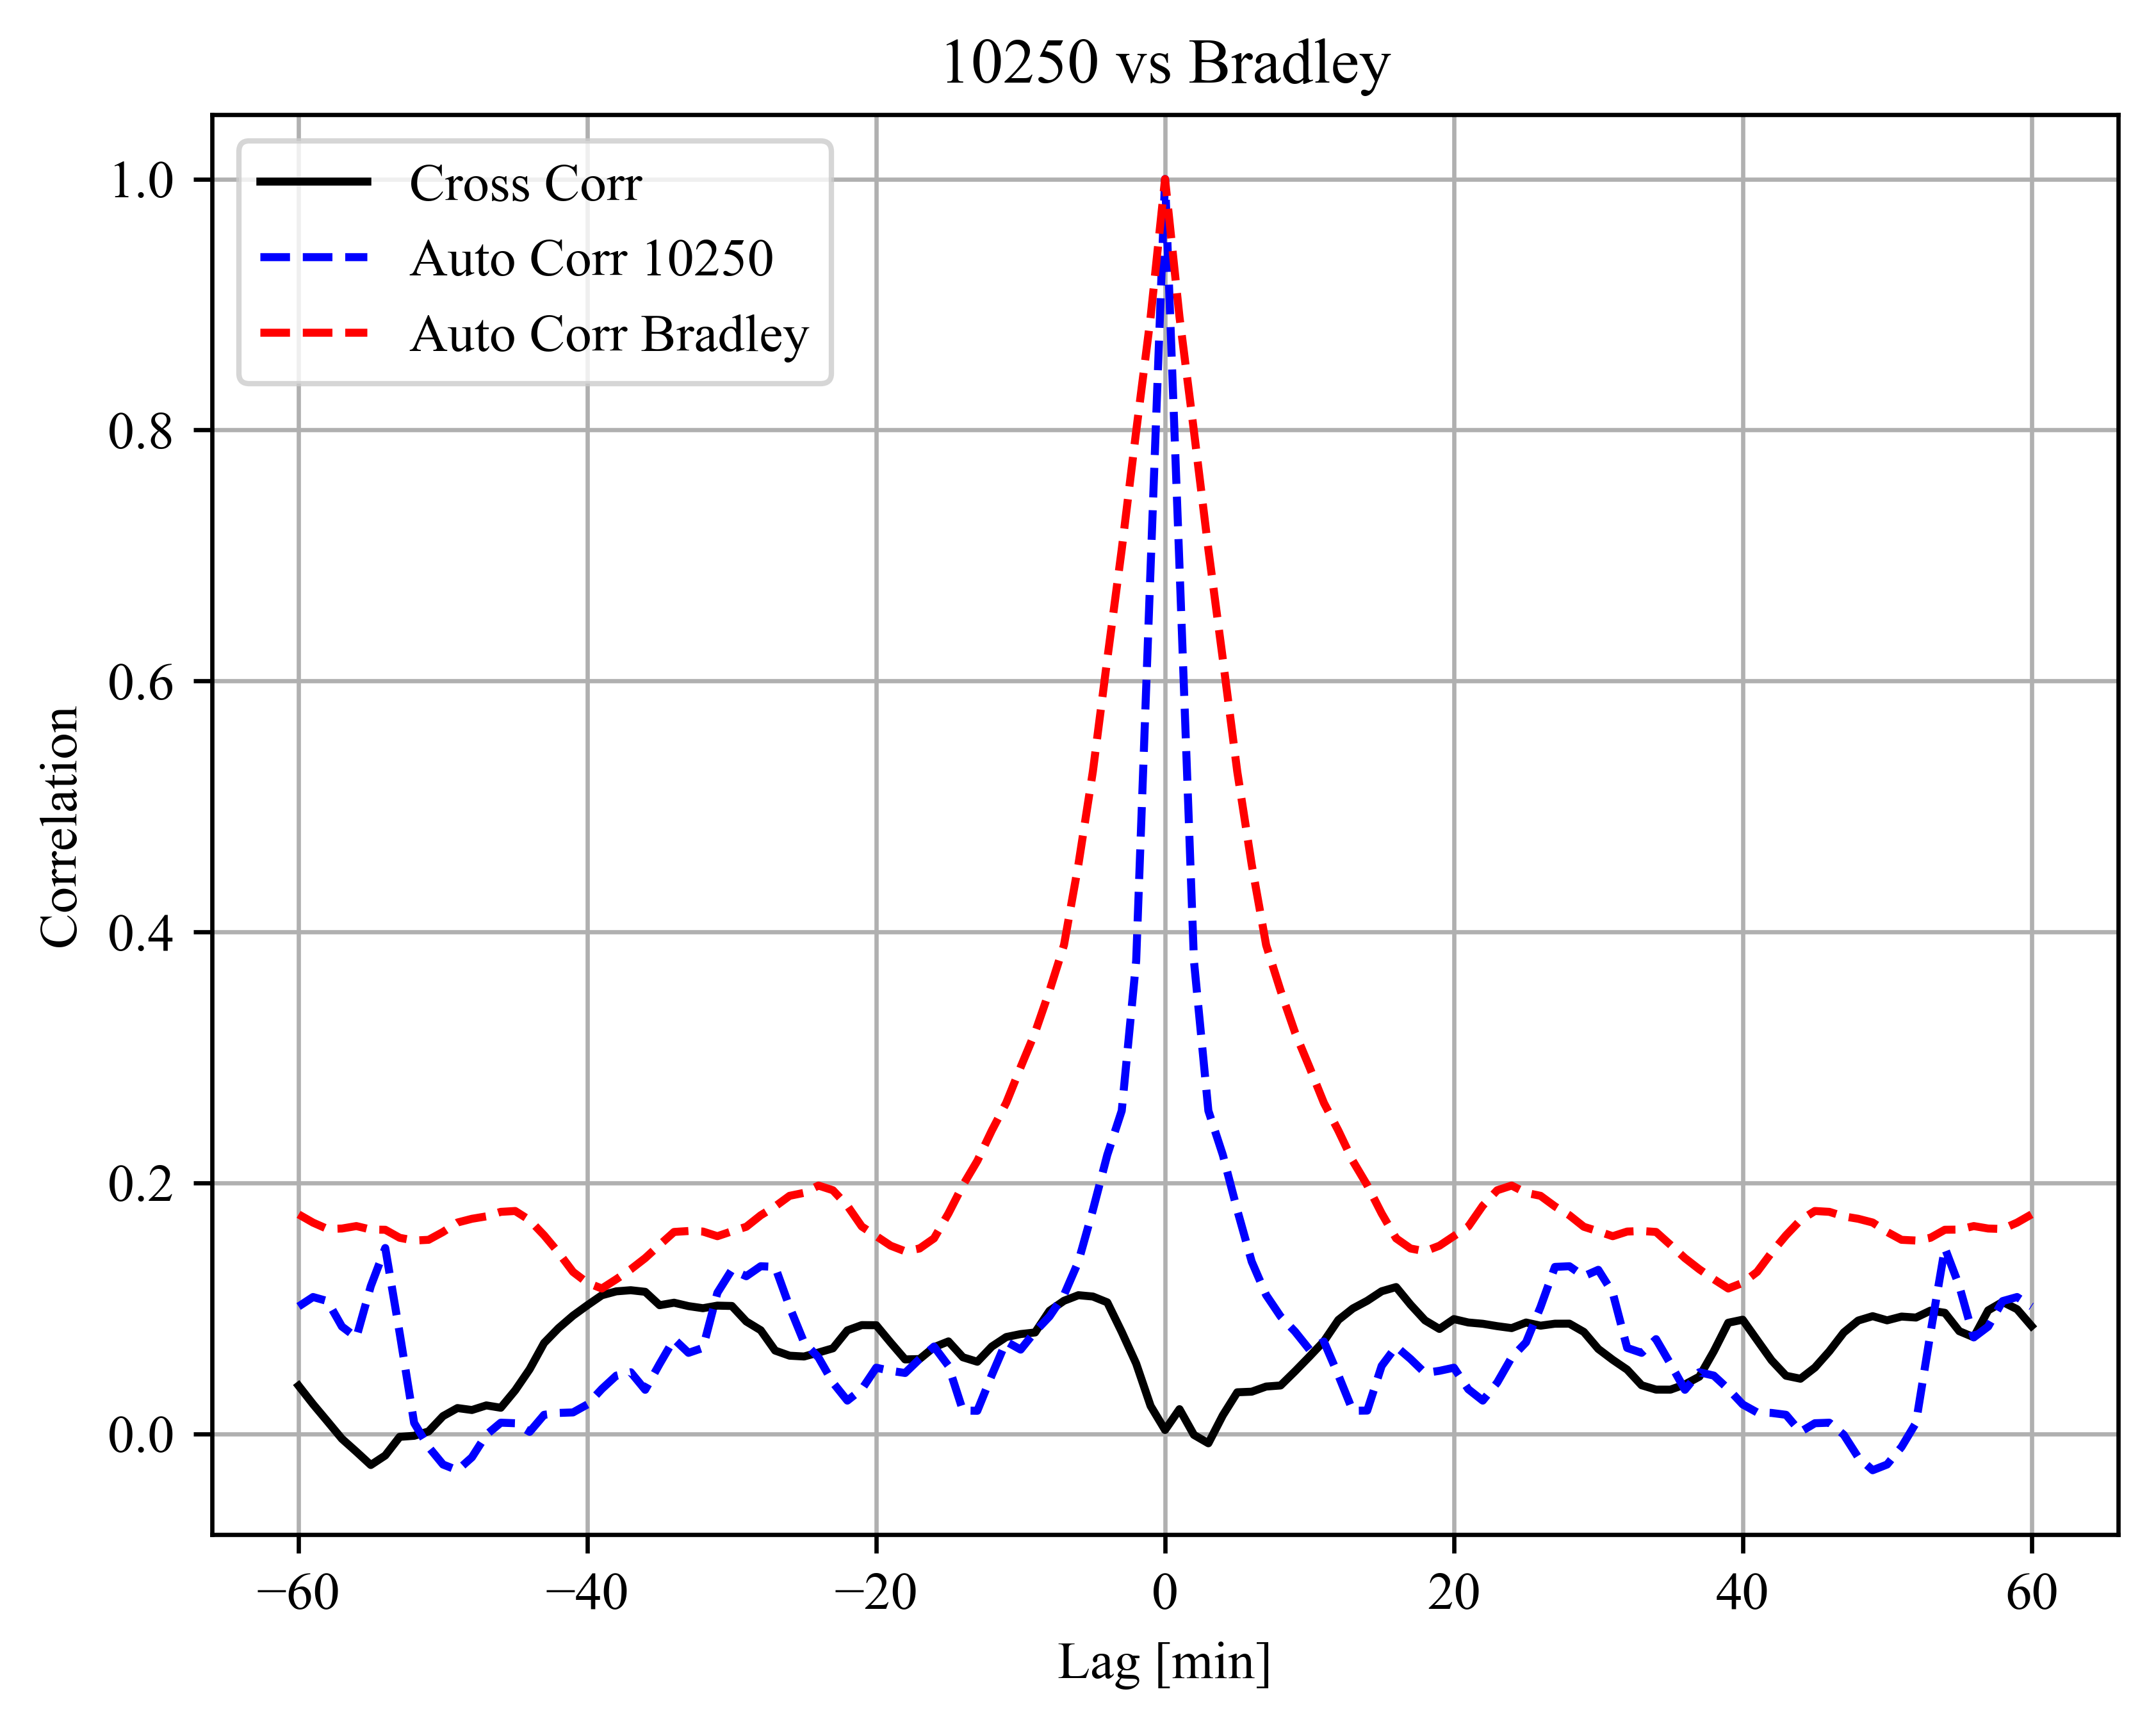 10250 vs Bradley
Cross Corr
Auto Corr 10250
Auto Corr Bradley
1.0
0.8
0.6
0.4
0.2
0.0
Correlation
−60 −40 −20 0 20 40 60
Lag [min]